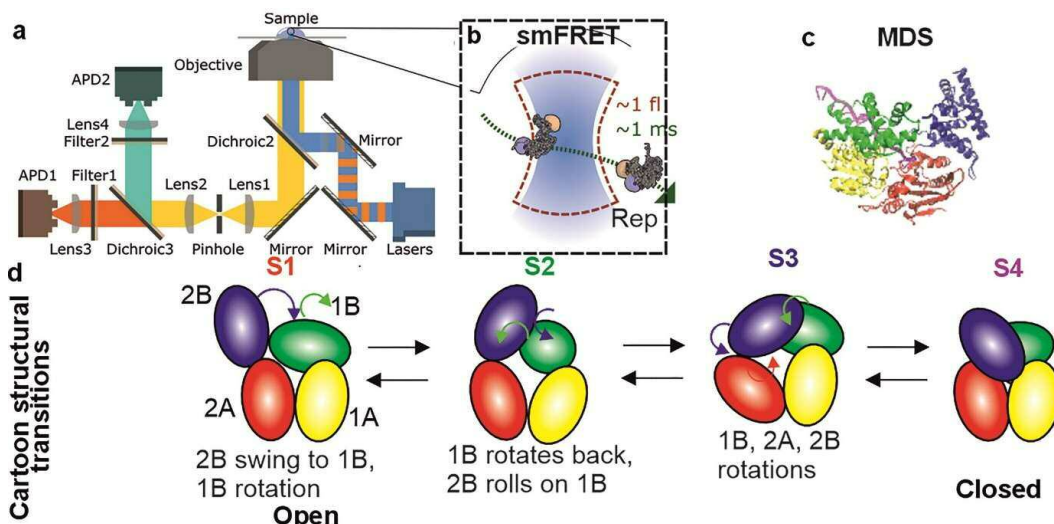 a
Sample
Objective
APD2
Lens4
Filter2
Dichroic2
Mirror
APD1
Filter1
Lens2
Lens1
Lens3
Dichroic3
Pinhole
Mirror
Mirror
Lasers
b
smFRET
~1 fl
~1 ms
Rep
c
MDS
d
Cartoon structural
transitions
S1
2B
1B
2A
1A
2B swing to 1B,
1B rotation
Open
S2
1B rotates back,
2B rolls on 1B
S3
1B, 2A, 2B
rotations
S4
Closed